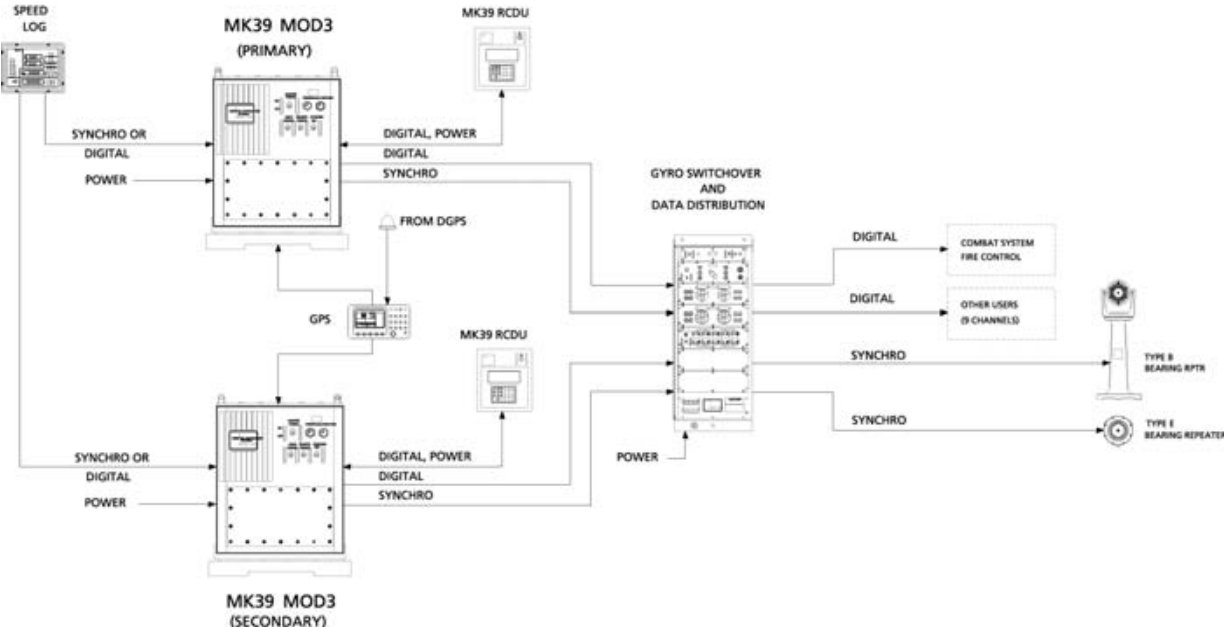 SPEED
LOG
MK39 MOD3
(PRIMARY)
MK39 RCDU
SYNCHRO OR
DIGITAL
POWER
DIGITAL, POWER
DIGITAL
SYNCHRO
FROM DGPS
GPS
GYRO SWITCHOVER
AND
DATA DISTRIBUTION
DIGITAL
COMBAT SYSTEM
FIRE CONTROL
DIGITAL
OTHER USERS
(9 CHANNELS)
SYNCHRO
TYPE B
BEARING RPTR
SYNCHRO
TYPE E
BEARING REPEATER
POWER
MK39 RCDU
SYNCHRO OR
DIGITAL
POWER
DIGITAL, POWER
DIGITAL
SYNCHRO
MK39 MOD3
(SECONDARY)